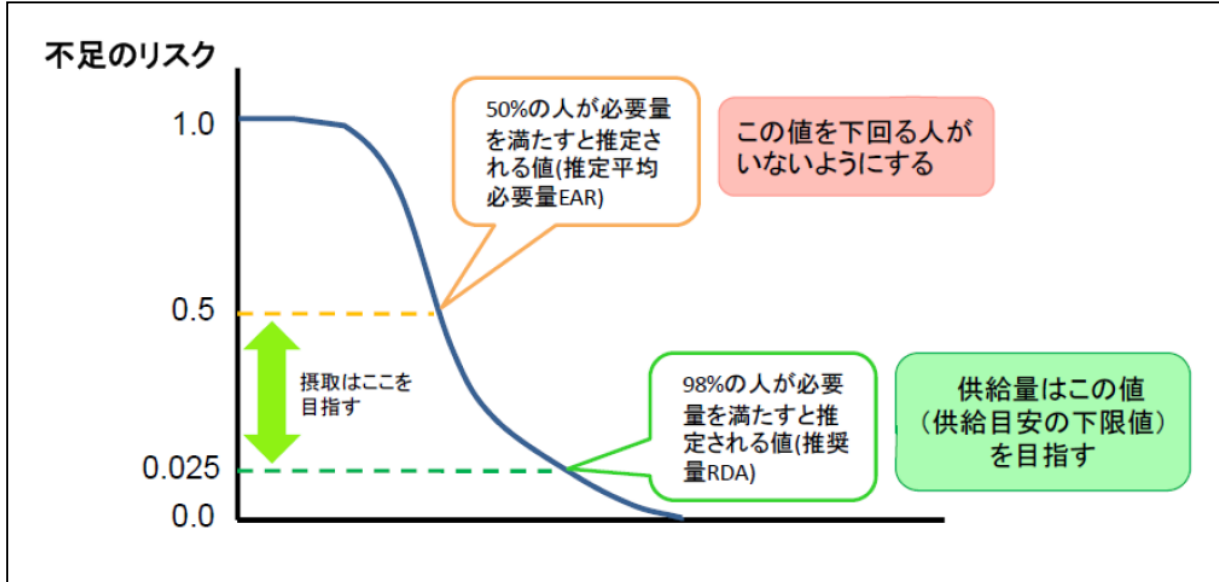 不足のリスク
1.0
50%の人が必要量
を満たすと推定さ
れる値(推定平均
必要量EAR)
この値を下回る人が
いないようにする
0.5
摂取はここを
目指す
98%の人が必要
量を満たすと推
定される値(推奨
量RDA)
供給量はこの値
（供給目安の下限値）
を目指す
0.025
0.0